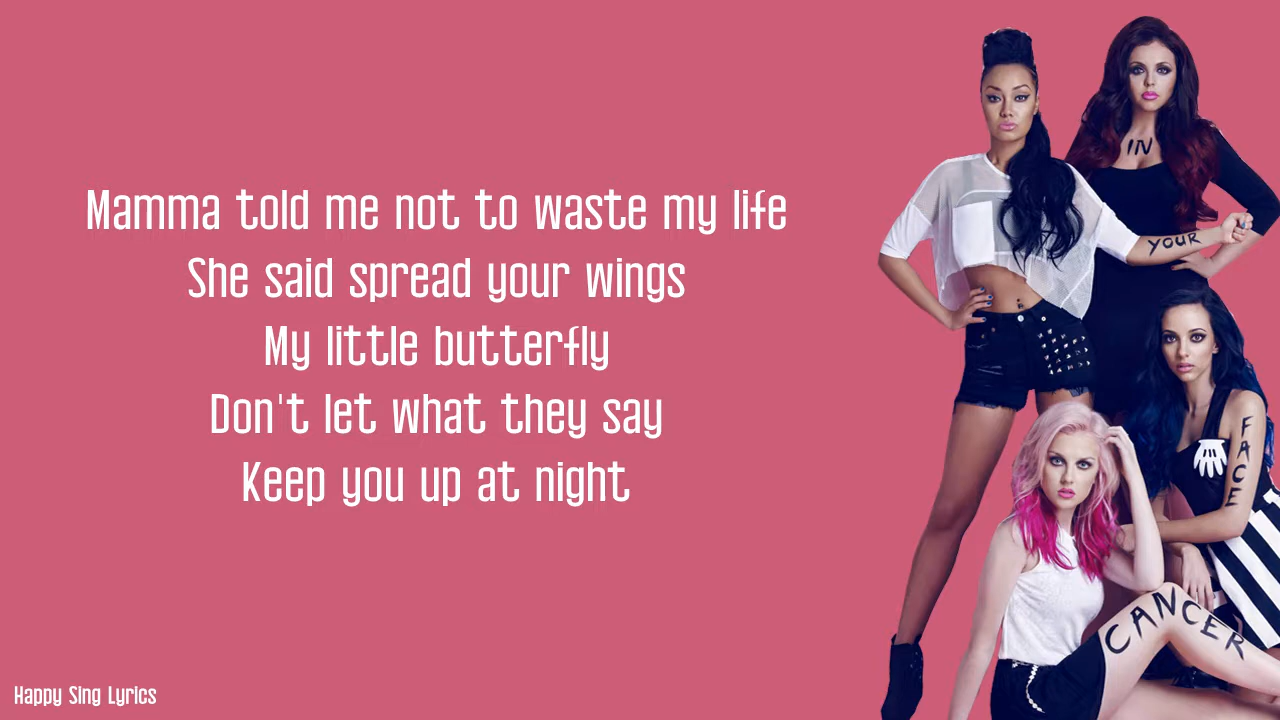 Mamma told me not to waste my life
She said spread your wings
My little butterfly
Don't let what they say
Keep you up at night
IN
YOUR
FACE
CANCER
Happy Sing Lyrics